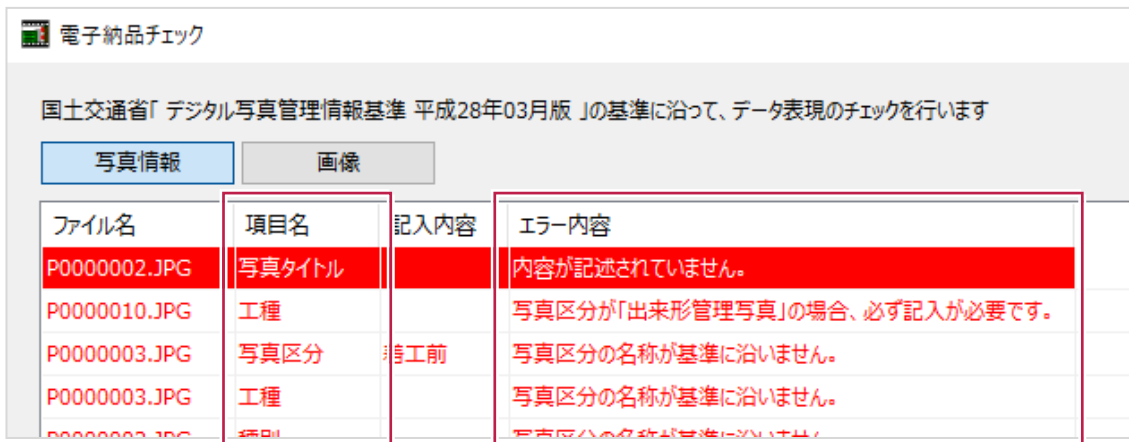 電子納品チェック
国土交通省「 デジタル写真管理情報基準 平成28年03月版 」の基準に沿って、データ表現のチェックを行います
写真情報 画像
ファイル名 項目名 記入内容 エラー内容
P0000002.JPG 写真タイトル 内容が記述されていません。
P0000010.JPG 工種 写真区分が「出来形管理写真」の場合、必ず記入が必要です。
P0000003.JPG 写真区分 着工前 写真区分の名称が基準に沿いません。
P0000003.JPG 工種 写真区分の名称が基準に沿いません。